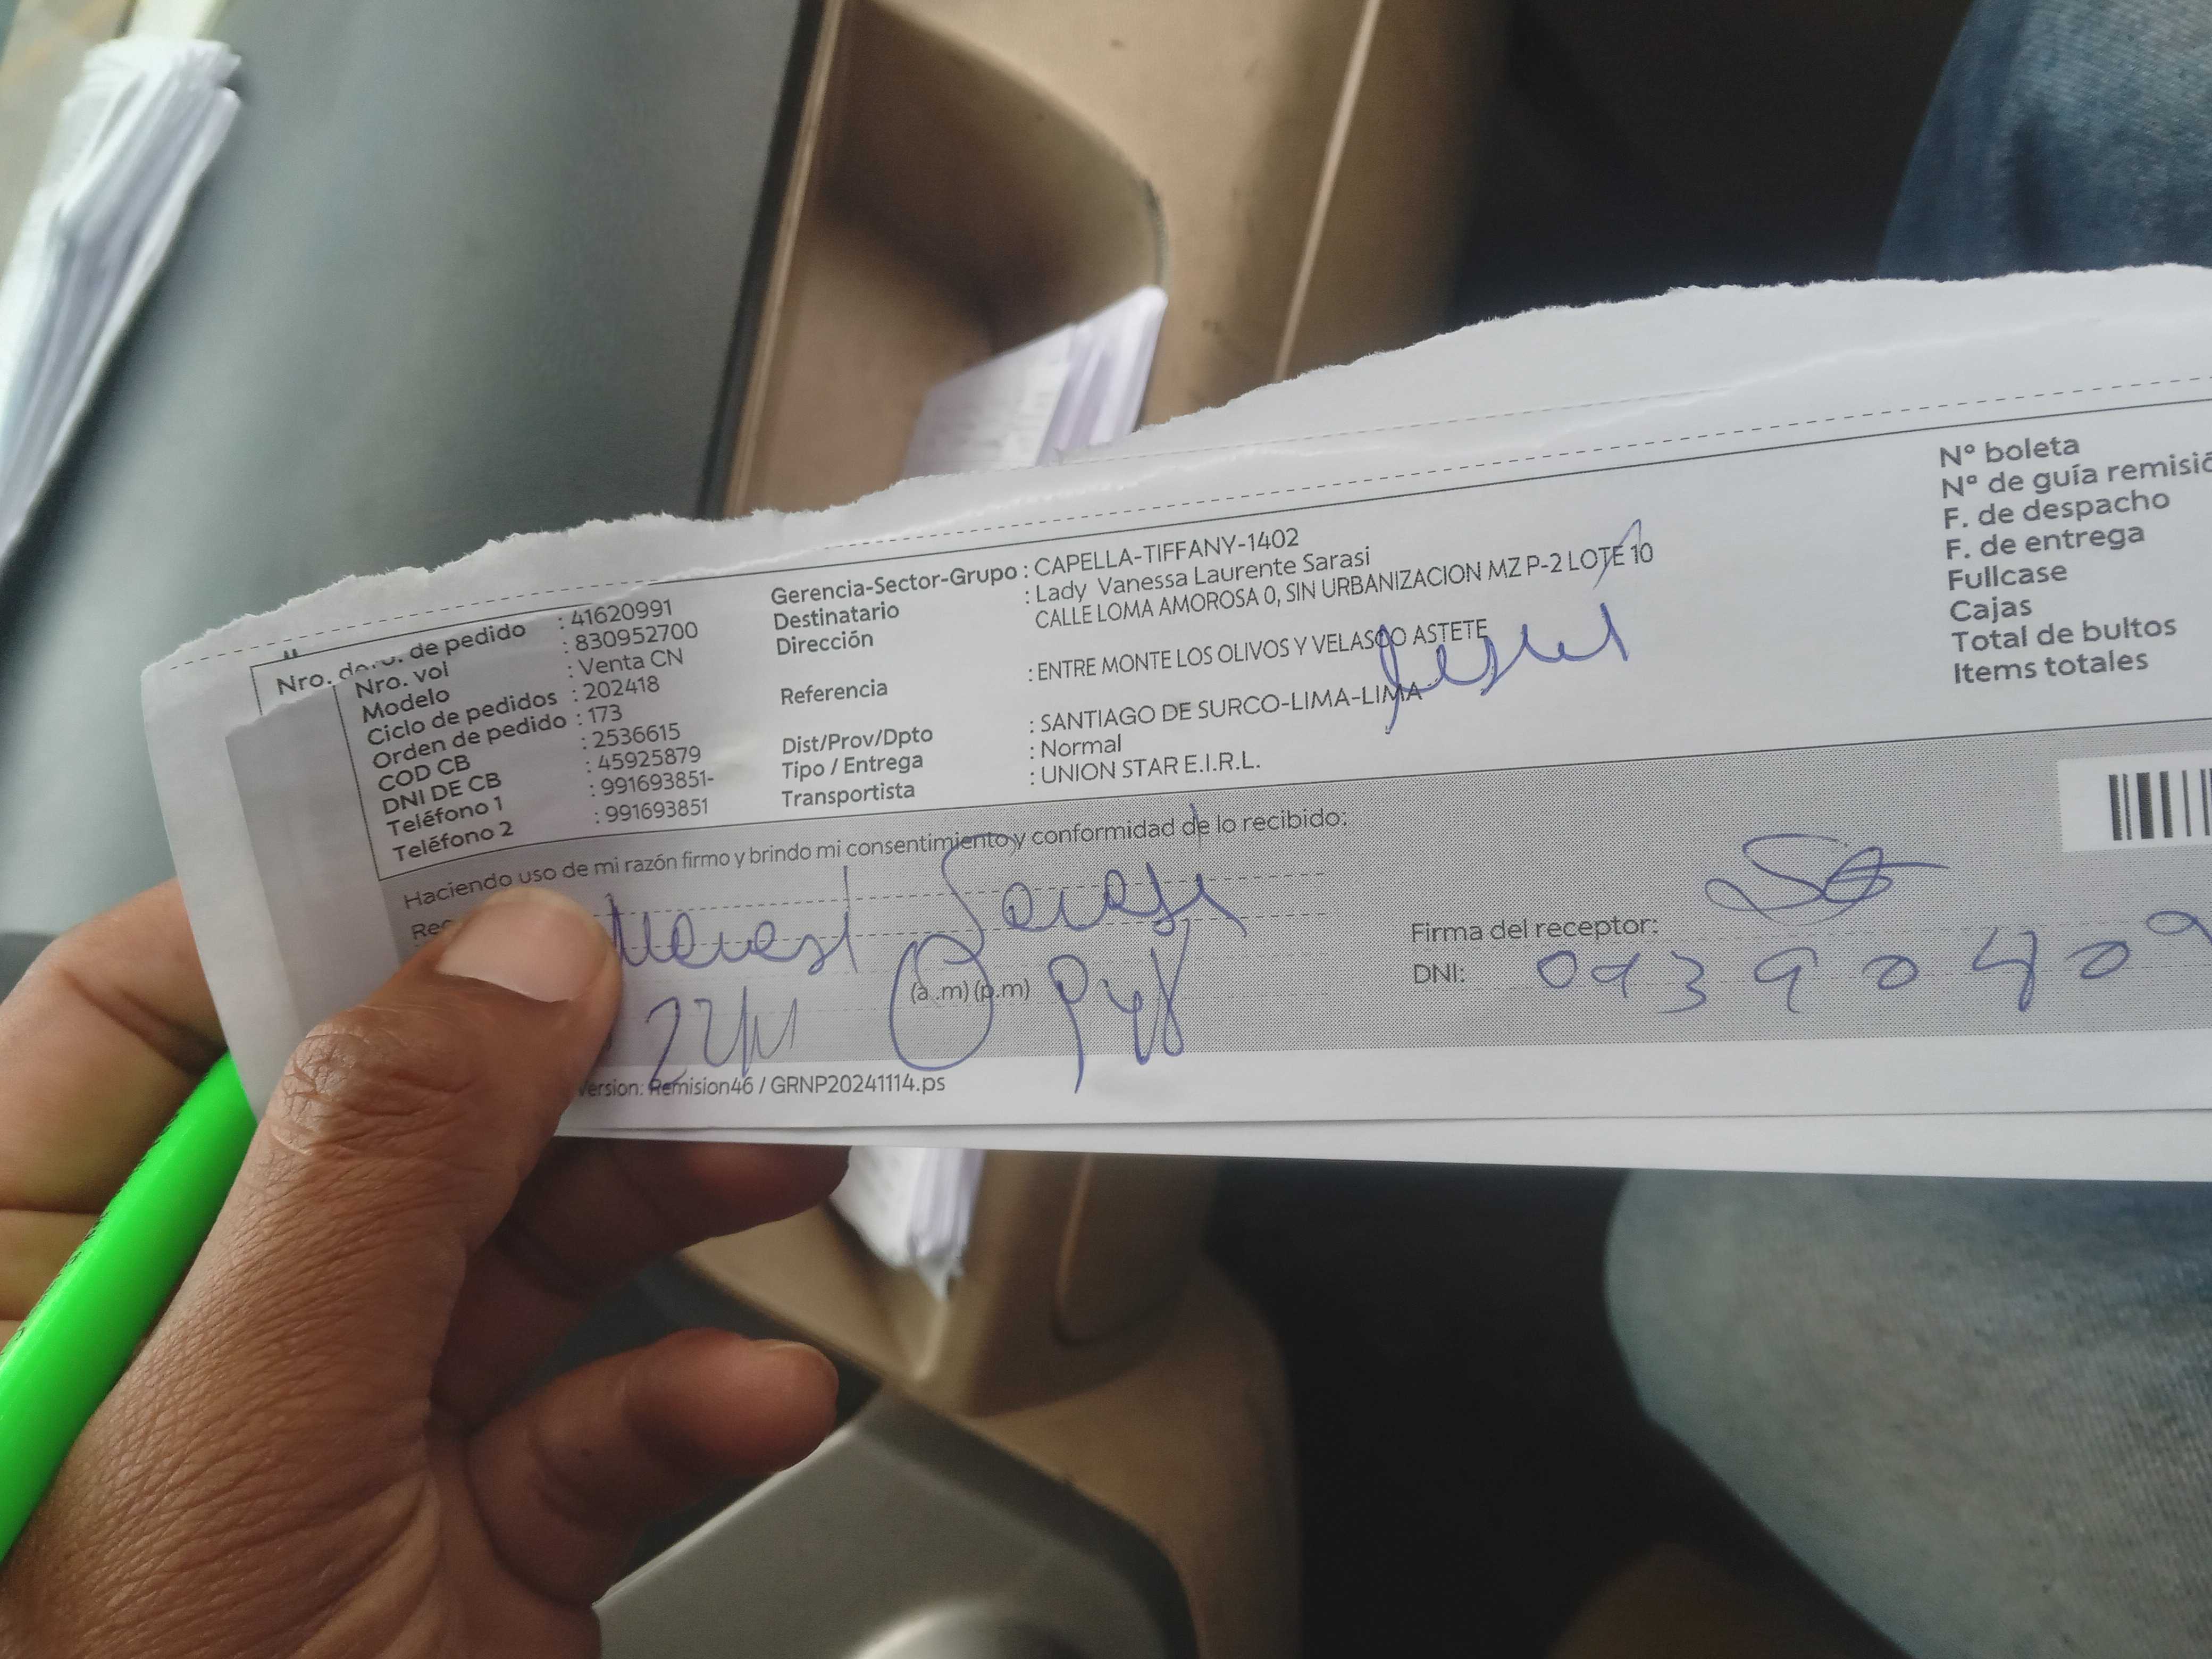 Nro. de pedido : 41620991
Nro. vol : 830952700
Modelo : Venta CN
Ciclo de pedidos : 202418
Orden de pedido : 173
COD CB : 2536615
DNI DE CB : 45925879
Teléfono 1 : 991693851-
Teléfono 2 : 991693851
Gerencia-Sector-Grupo : CAPELLA-TIFFANY-1402
Destinatario : Lady Vanessa Laurente Sarasi
Dirección CALLE LOMA AMOROSA 0, SIN URBANIZACION MZ P-2 LOTE 10
Referencia : ENTRE MONTE LOS OLIVOS Y VELASCO ASTETE
Dist/Prov/Dpto : SANTIAGO DE SURCO-LIMA-LIMA
Tipo / Entrega : Normal
Transportista : UNION STAR E.I.R.L.
Nº boleta
Nº de guía remisió
F. de despacho
F. de entrega
Fullcase
Cajas
Total de bultos
Items totales
Haciendo uso de mi razón firmo y brindo mi consentimiento y conformidad de lo recibido:
Sarasi
22/11 (a .m) (p.m)
Firma del receptor:
DNI: 0939040
Version: Remision46 / GRNP20241114.ps